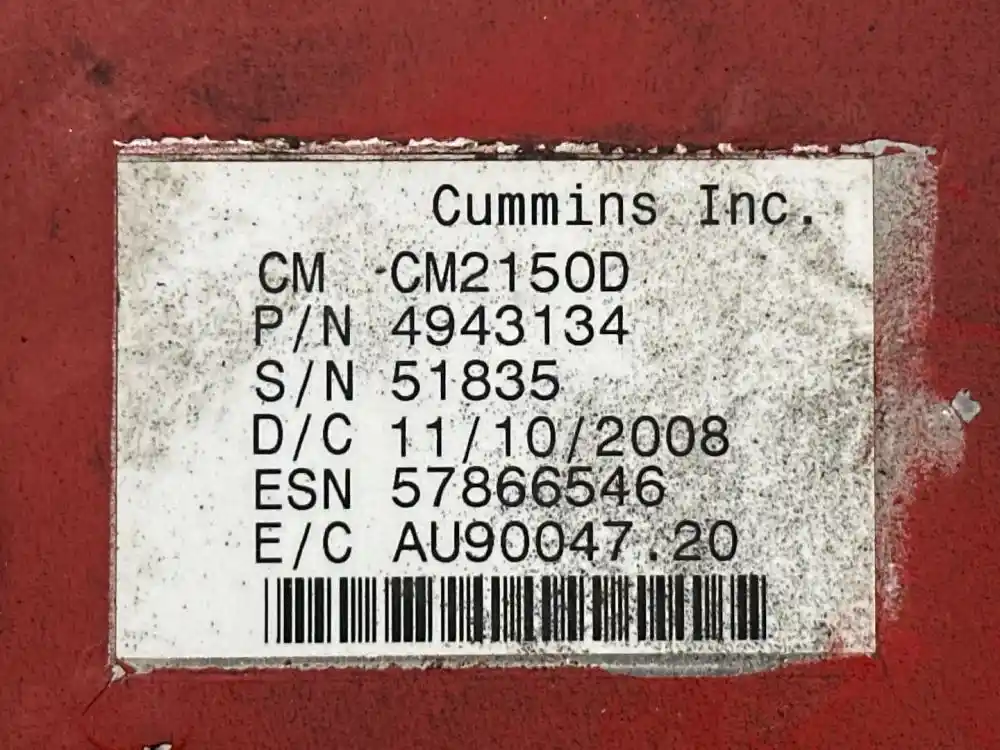 Cummins Inc.
CM CM2150D
P/N 4943134
S/N 51835
D/C 11/10/2008
ESN 57866546
E/C AU90047.20